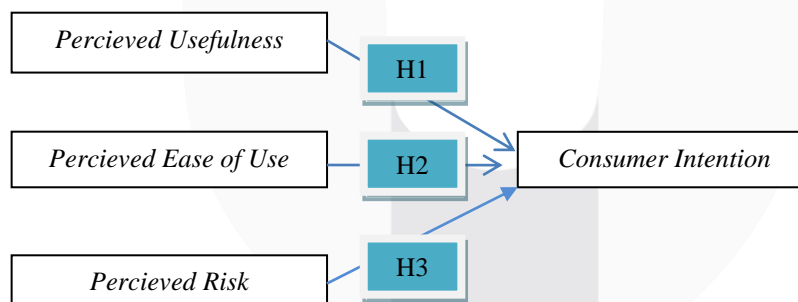 Percieved Usefulness
H1
Percieved Ease of Use
H2
Consumer Intention
H3
Percieved Risk